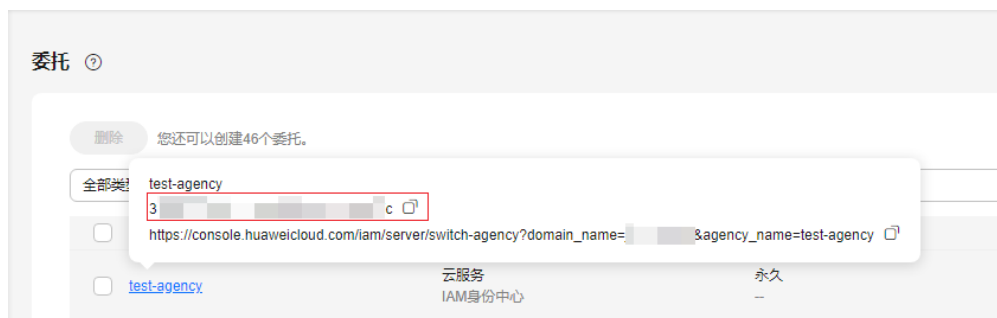 委托
删除 您还可以创建46个委托。
全部类
test-agency
3 c
https://console.huaweicloud.com/iam/server/switch-agency?domain_name= &agency_name=test-agency
test-agency 云服务 永久
IAM身份中心 --